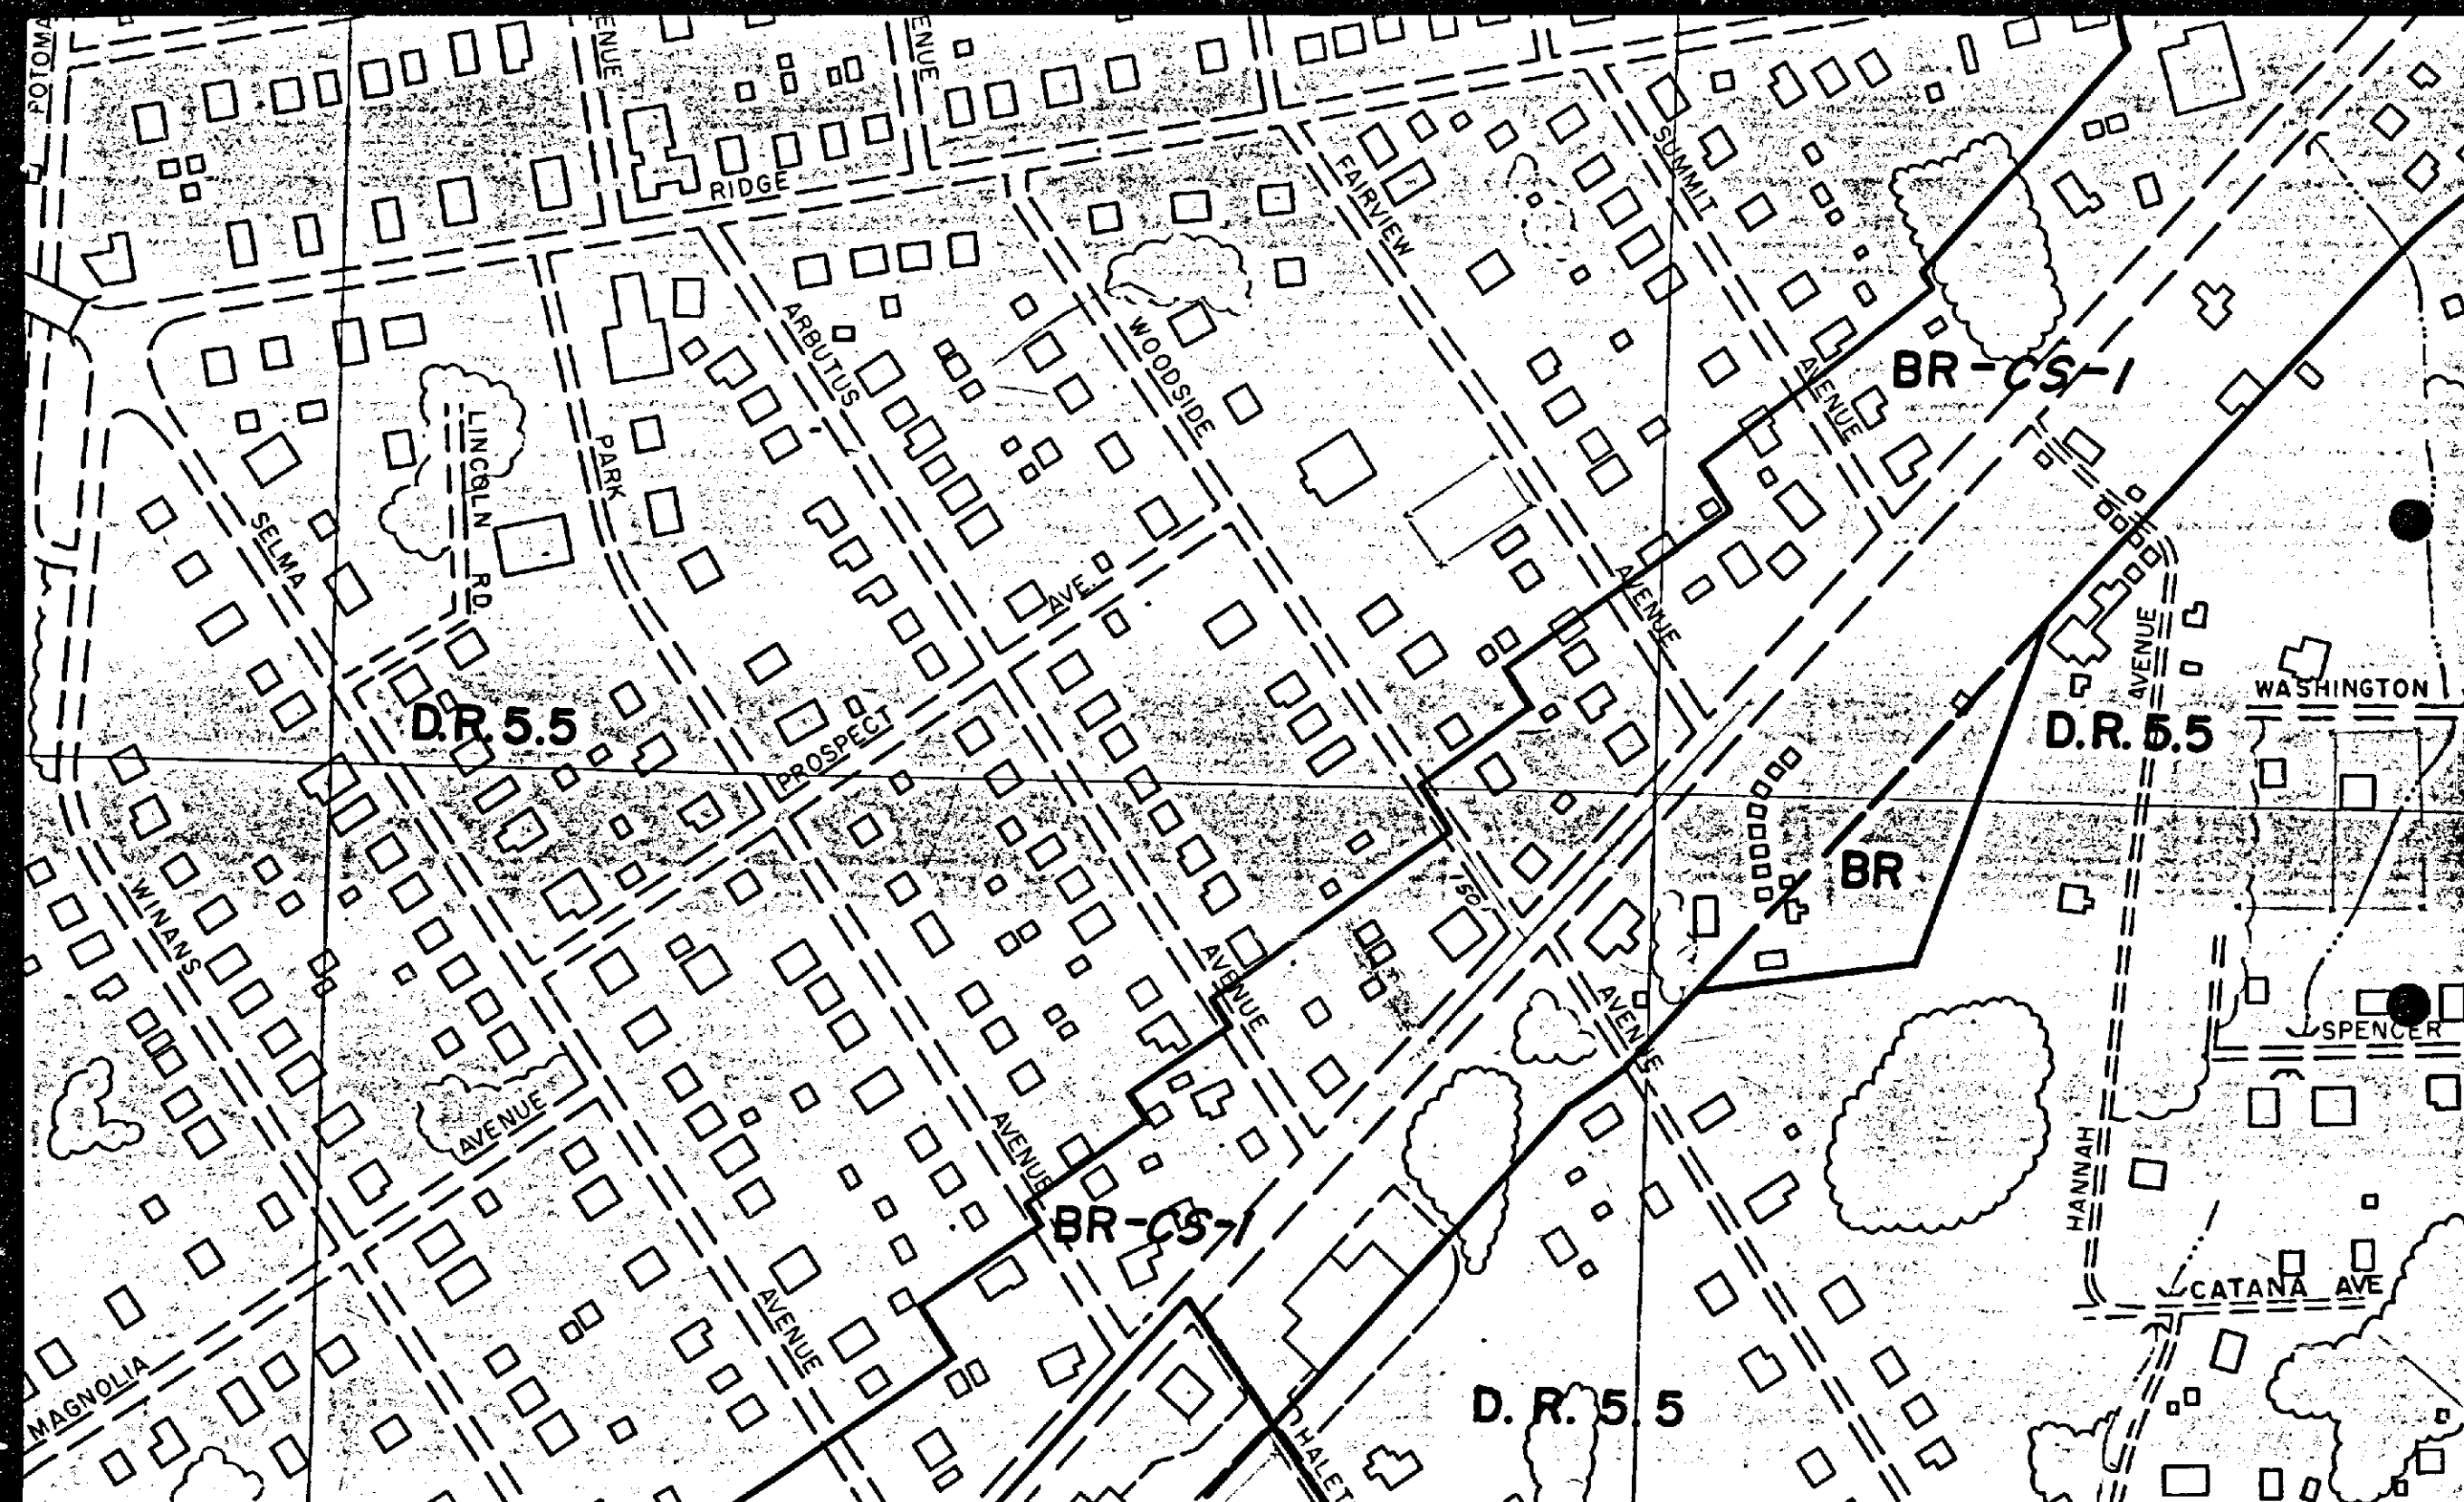 POTOMA
ENUE
ENUE
RIDGE
FAIRVIEW
SUMMIT
ARBUTUS
WOODSIDE
AVENUE
BR-CS-1
LINCOLN RD.
PARK
SELMA
AVE.
AVENUE
AVENUE
WASHINGTON
D.R. 5.5
D.R. 5.5
PROSPECT
BR
150'
WINANS
AVENUE
AVENUE
SPENCER
AVENUE
AVENUE
HANNAH
BR-CS-1
CATANA AVE
AVENUE
MAGNOLIA
D. R. 5.5
CHALET